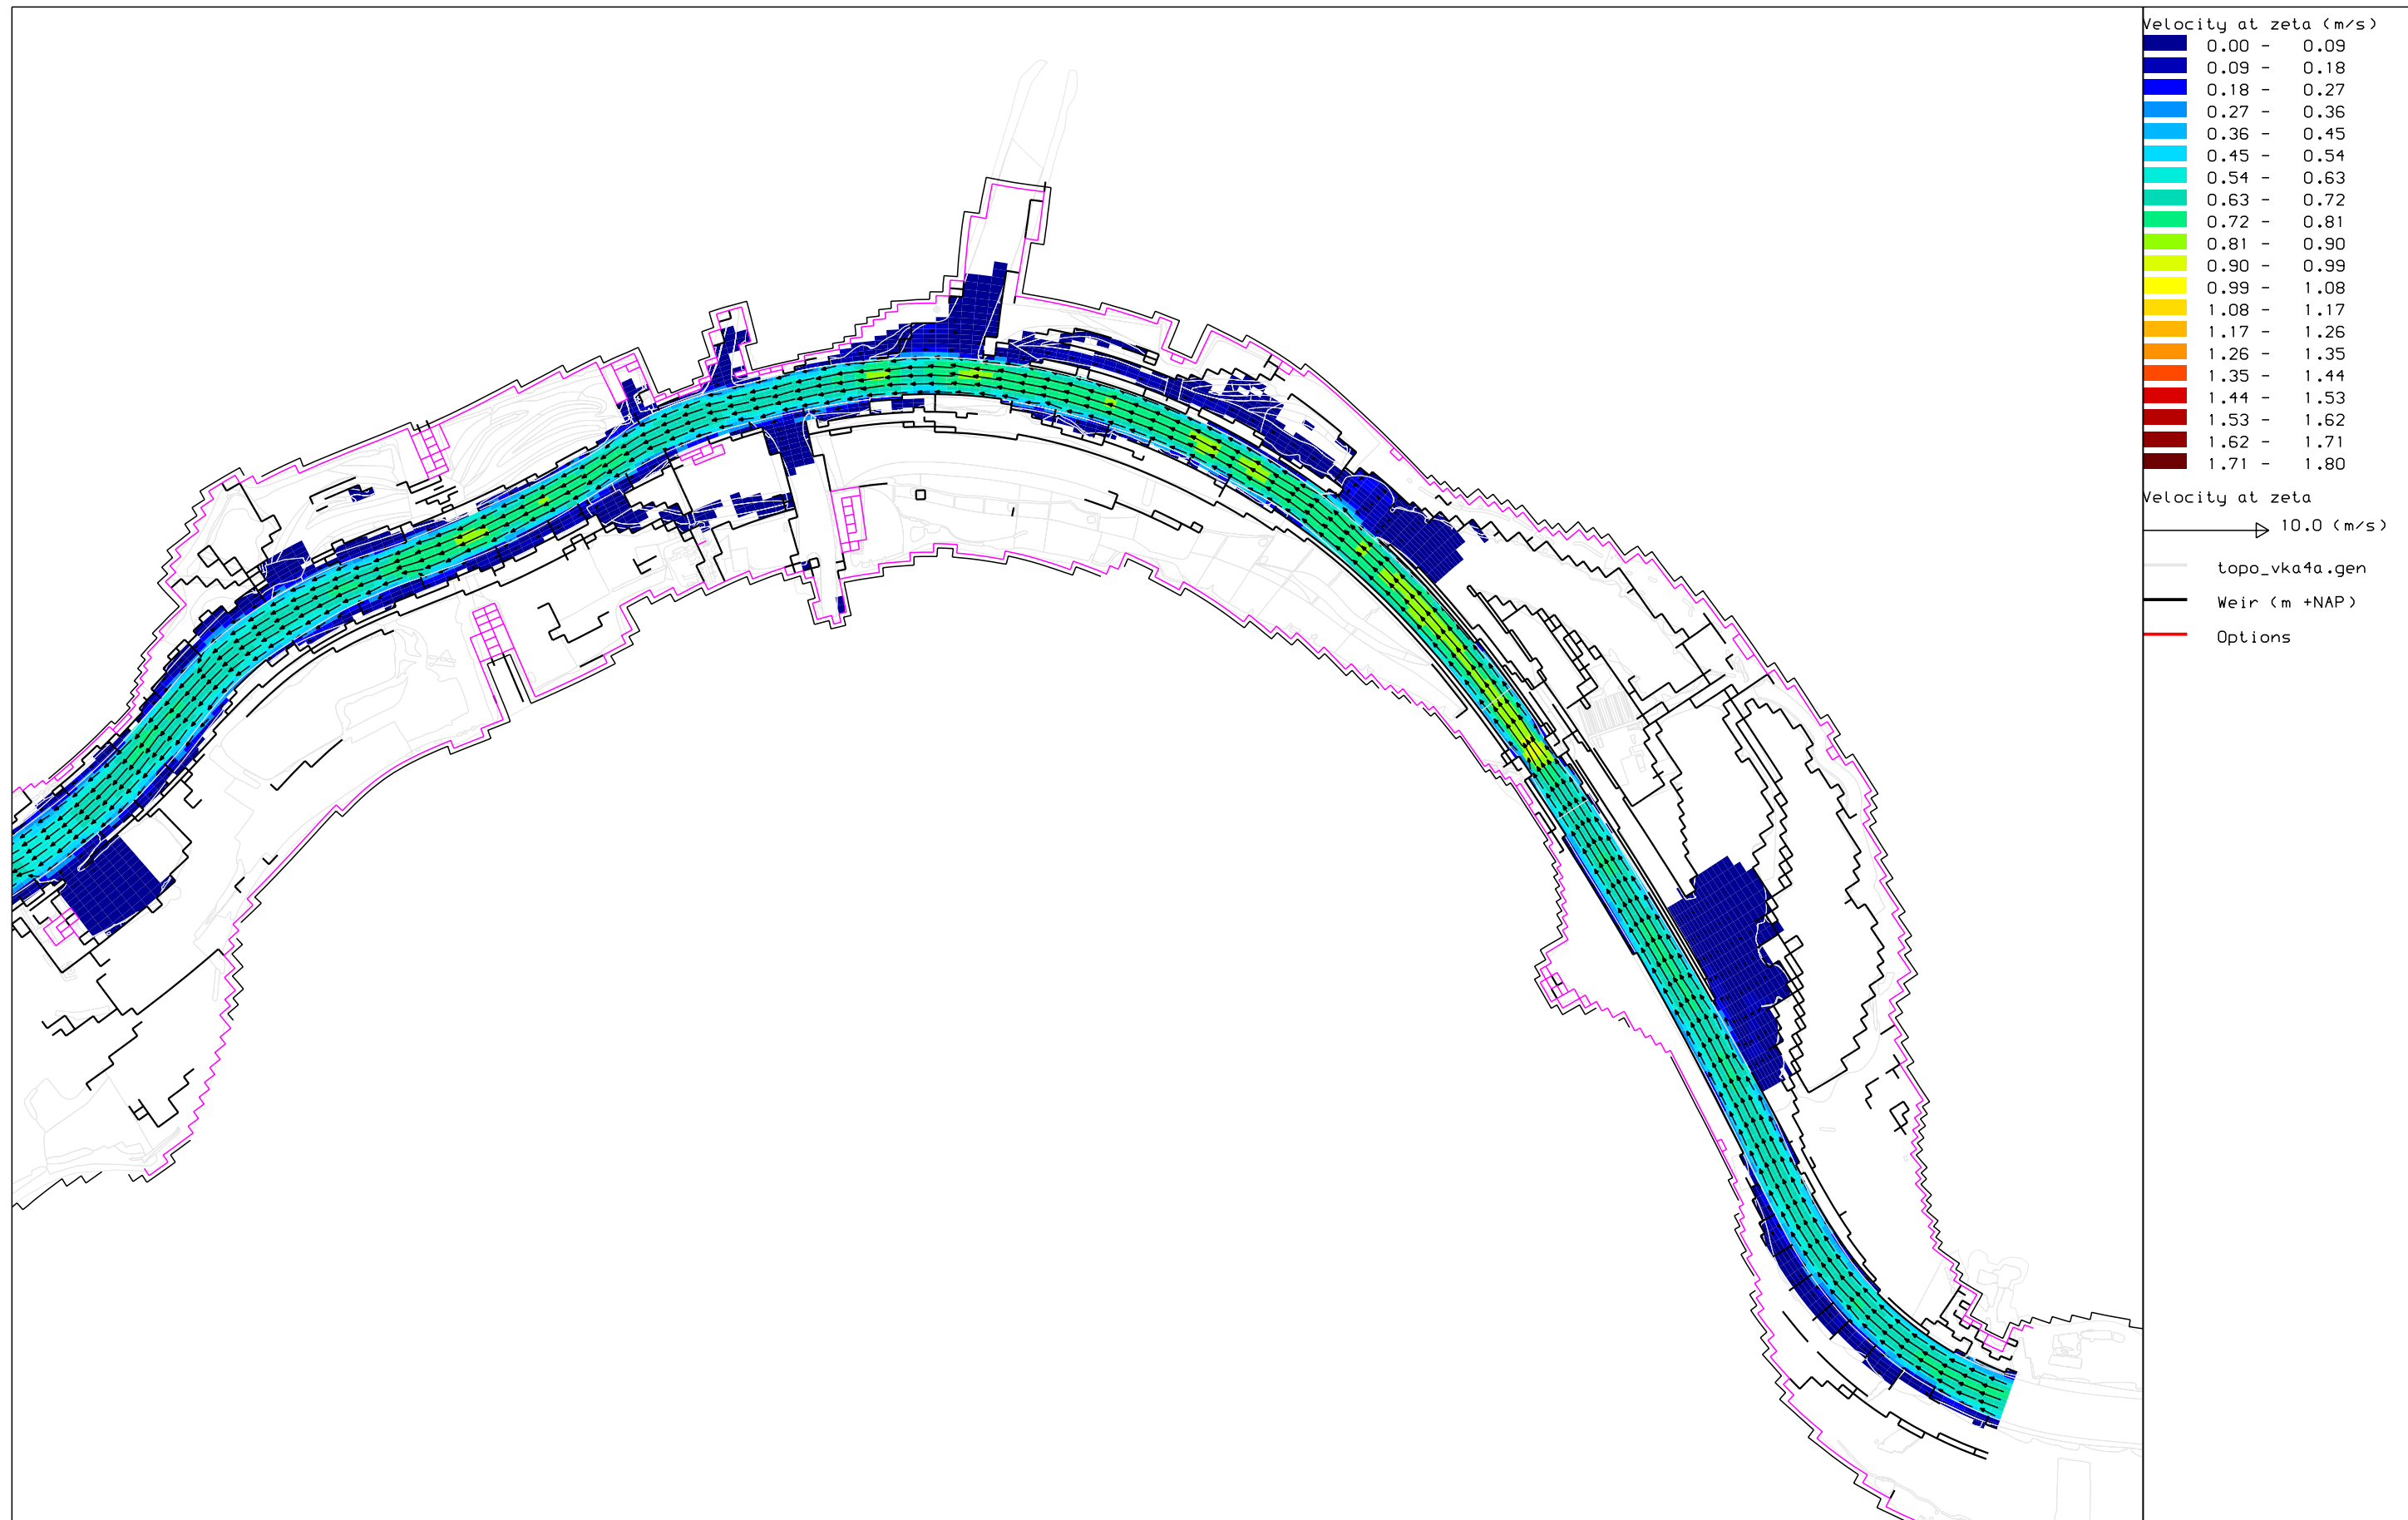 Velocity at zeta (m/s)
0.00 - 0.09
0.09 - 0.18
0.18 - 0.27
0.27 - 0.36
0.36 - 0.45
0.45 - 0.54
0.54 - 0.63
0.63 - 0.72
0.72 - 0.81
0.81 - 0.90
0.90 - 0.99
0.99 - 1.08
1.08 - 1.17
1.17 - 1.26
1.26 - 1.35
1.35 - 1.44
1.44 - 1.53
1.53 - 1.62
1.62 - 1.71
1.71 - 1.80
Velocity at zeta
10.0 (m/s)
topo_vka4a.gen
Weir (m +NAP)
Options